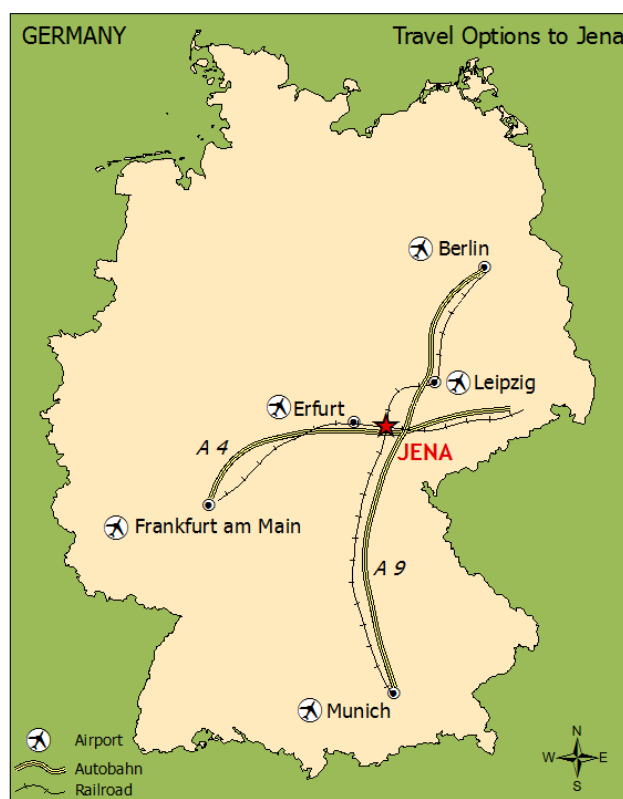 GERMANY
Travel Options to Jena
Berlin
Leipzig
Erfurt
JENA
A 4
Frankfurt am Main
A 9
Munich
Airport
Autobahn
Railroad
N
W E
S